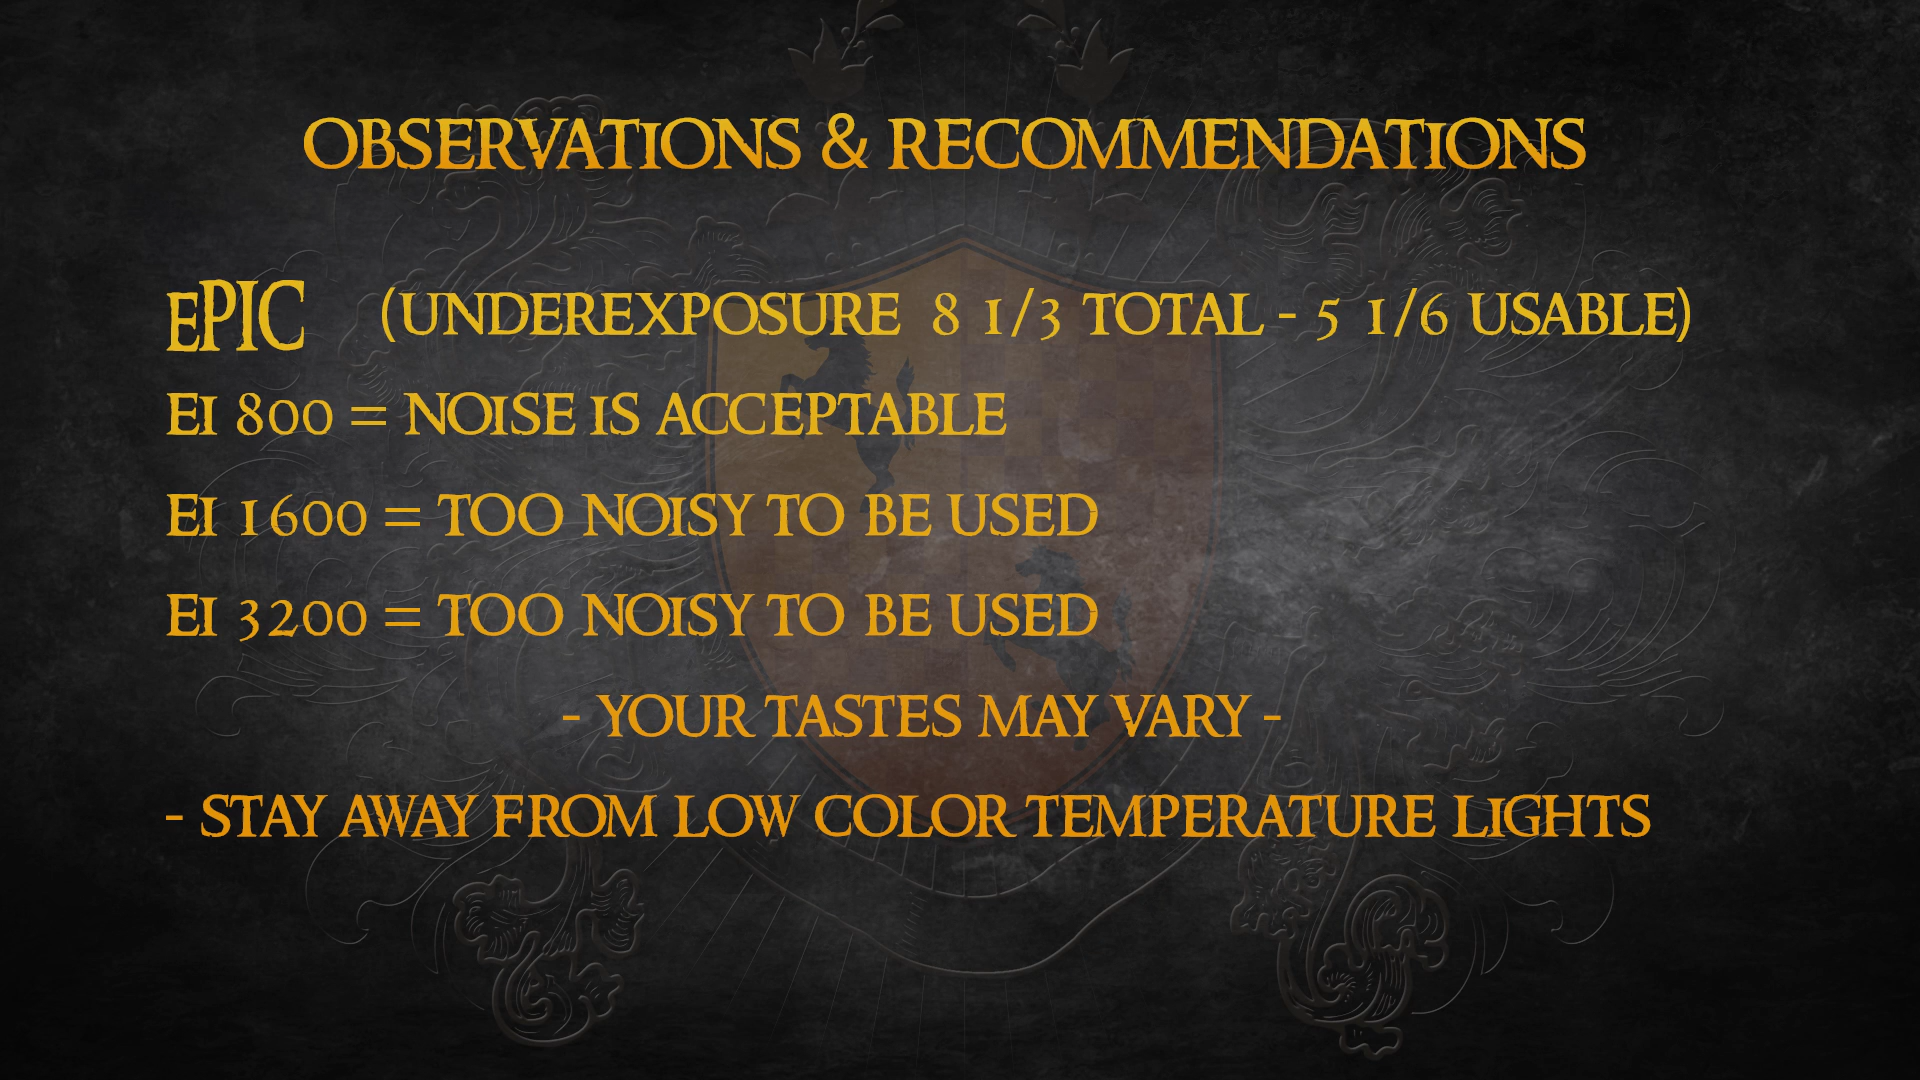 OBSERVATIONS & RECOMMENDATIONS
EPIC (UNDEREXPOSURE 8 1/3 TOTAL - 5 1/6 USABLE)
EI 800 = NOISE IS ACCEPTABLE
EI 1600 = TOO NOISY TO BE USED
EI 3200 = TOO NOISY TO BE USED
- YOUR TASTES MAY VARY -
- STAY AWAY FROM LOW COLOR TEMPERATURE LIGHTS